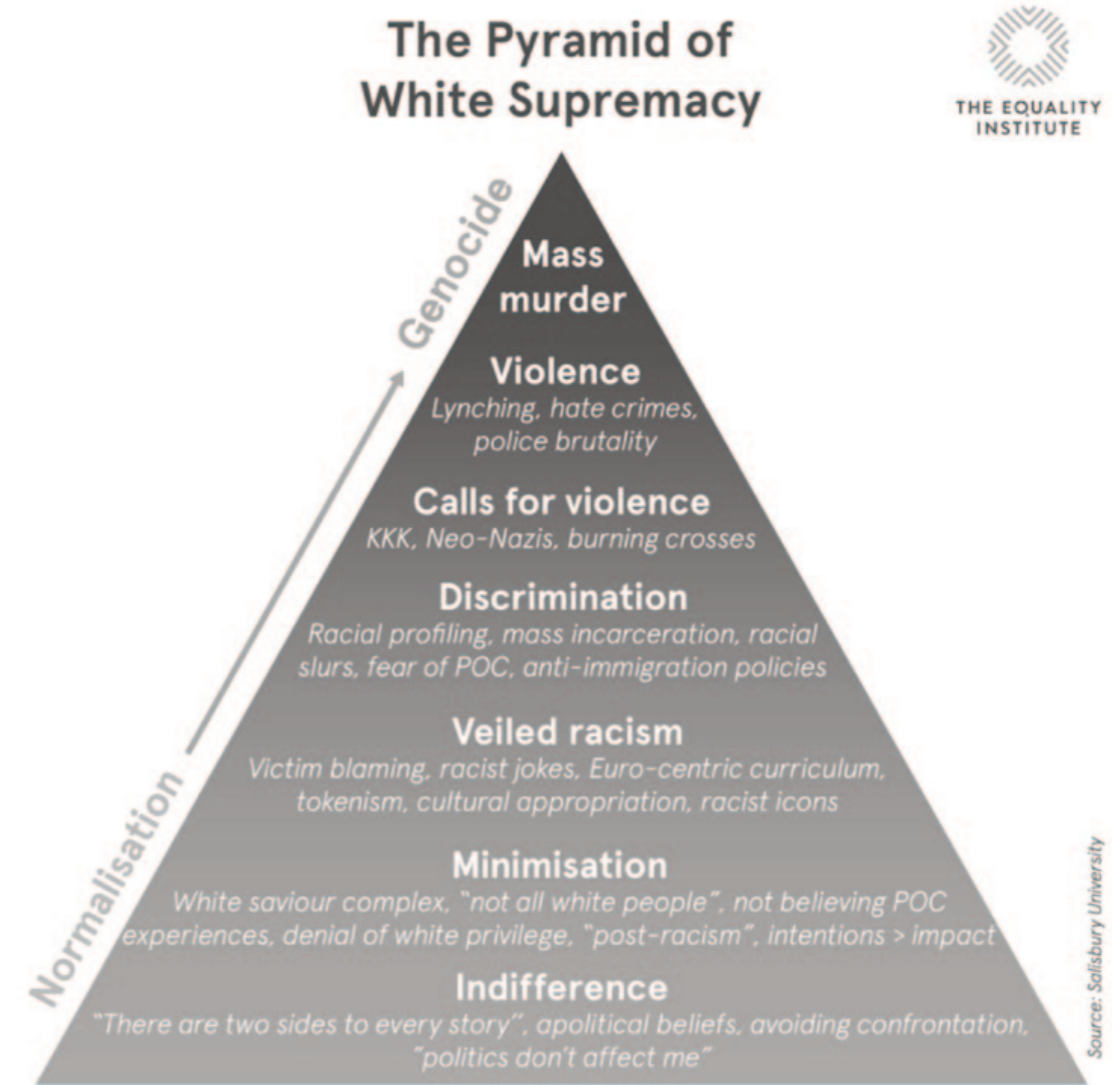 The Pyramid of
White Supremacy
THE EQUALITY
INSTITUTE
Genocide
Normalisation
Mass
murder
Violence
Lynching, hate crimes,
police brutality
Calls for violence
KKK, Neo-Nazis, burning crosses
Discrimination
Racial profiling, mass incarceration, racial
slurs, fear of POC, anti-immigration policies
Veiled racism
Victim blaming, racist jokes, Euro-centric curriculum,
tokenism, cultural appropriation, racist icons
Minimisation
White saviour complex, "not all white people", not believing POC
experiences, denial of white privilege, "post-racism", intentions > impact
Indifference
"There are two sides to every story", apolitical beliefs, avoiding confrontation,
"politics don't affect me"
Source: Salisbury University